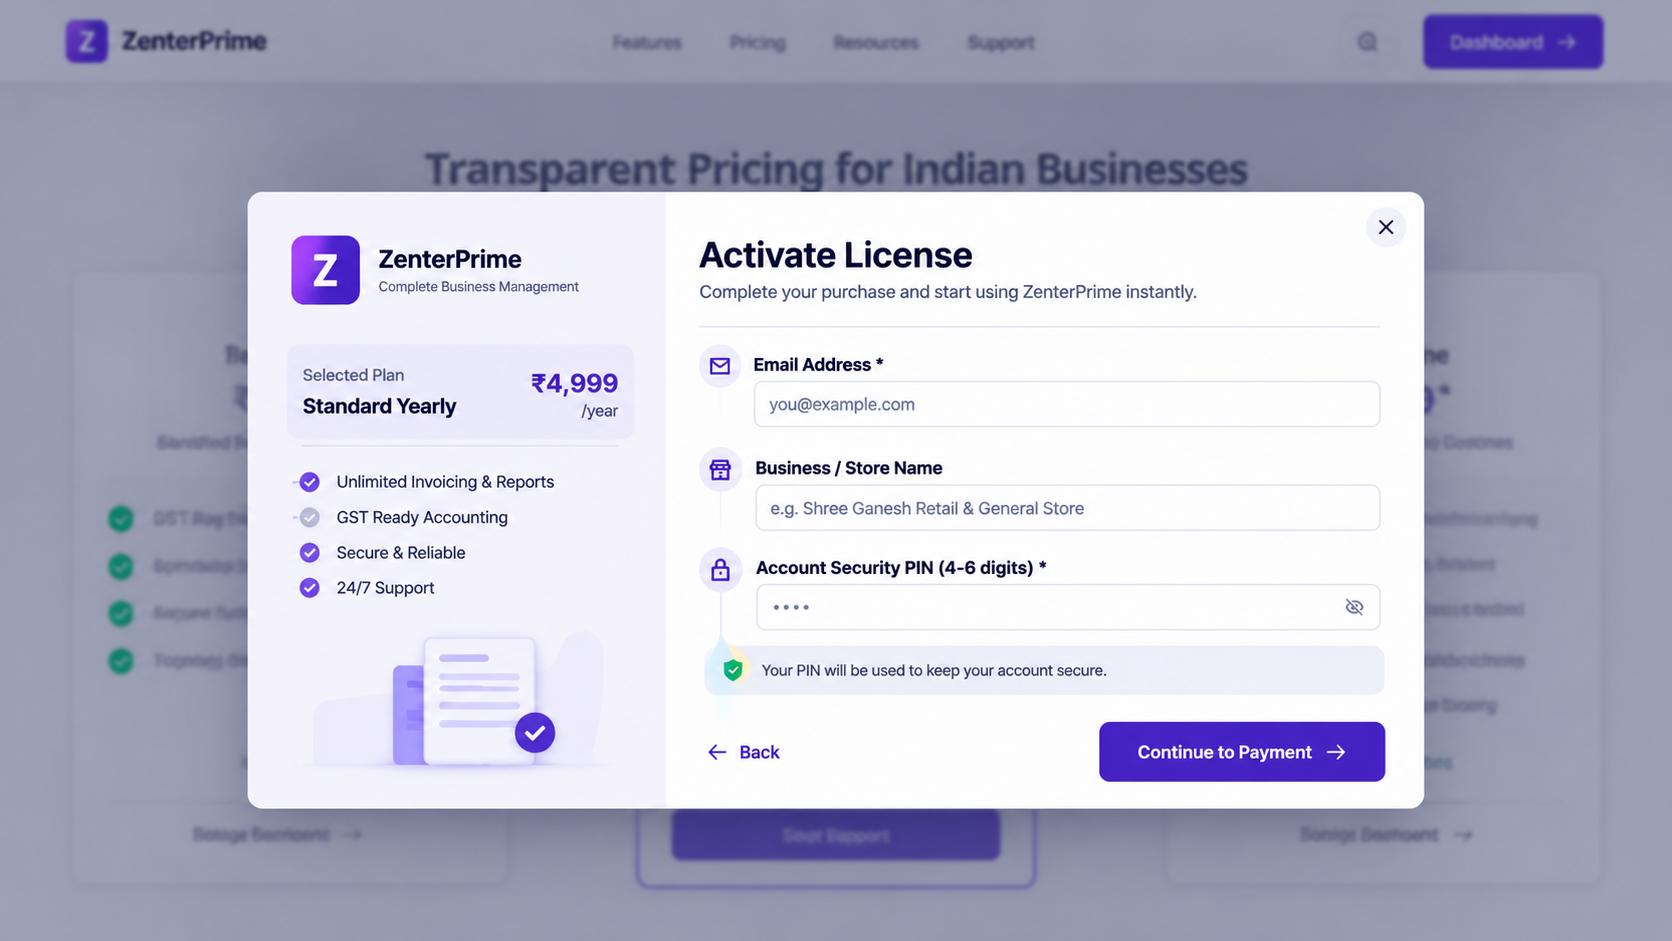 Z
ZenterPrime
Features
Pricing
Resources
Support
Dashboard
Transparent Pricing for Indian Businesses
Z
ZenterPrime
Complete Business Management
Selected Plan
Standard Yearly
₹4,999
/year
Unlimited Invoicing & Reports
GST Ready Accounting
Secure & Reliable
24/7 Support
Activate License
Complete your purchase and start using ZenterPrime instantly.
Email Address *
you@example.com
Business / Store Name
e.g. Shree Ganesh Retail & General Store
Account Security PIN (4-6 digits) *
Your PIN will be used to keep your account secure.
Back
Continue to Payment